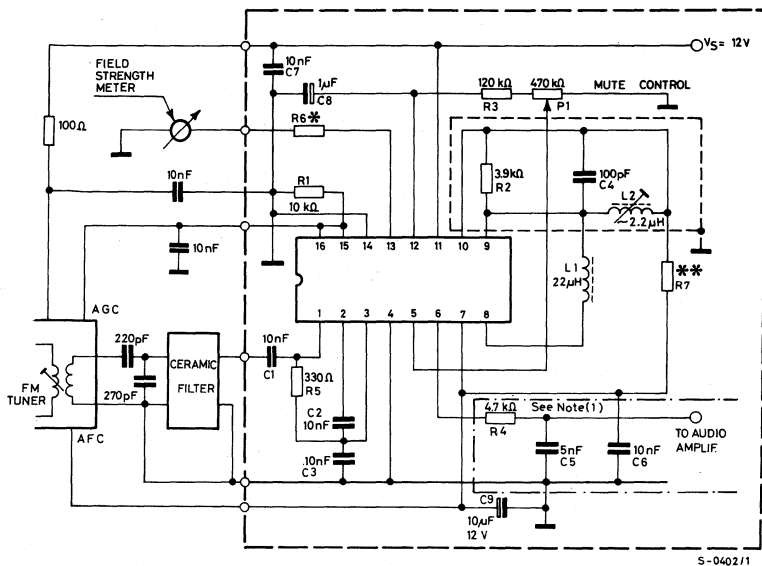 VS= 12V
10nF
C7
FIELD
STRENGTH
METER
1µF
C8
120 kΩ
R3
470kΩ
P1
MUTE CONTROL
100Ω
R6*
3.9kΩ
R2
100pF
C4
L2
2.2µH
10nF
R1
10 kΩ
10nF
16 15 14 13 12 11 10 9
L1
22µH
**
R7
1 2 3 4 5 6 7 8
AGC
220pF
270pF
FM
TUNER
CERAMIC
FILTER
10nF
C1
330Ω
R5
C2
10nF
.10nF
C3
4.7 kΩ
R4
See Note(1)
5nF
C5
10nF
C6
TO AUDIO
AMPLIF.
AFC
C9
10µF
12 V
S-0402/1